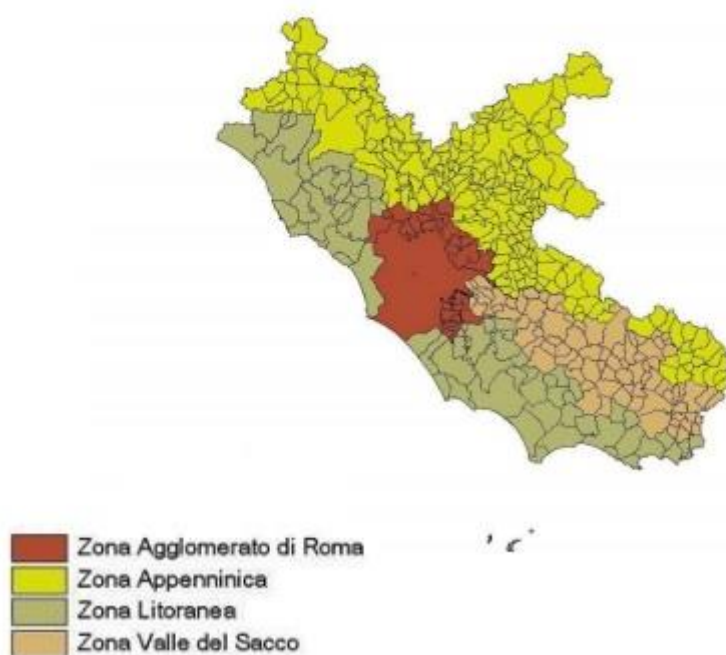 Zona Agglomerato di Roma
Zona Appenninica
Zona Litoranea
Zona Valle del Sacco